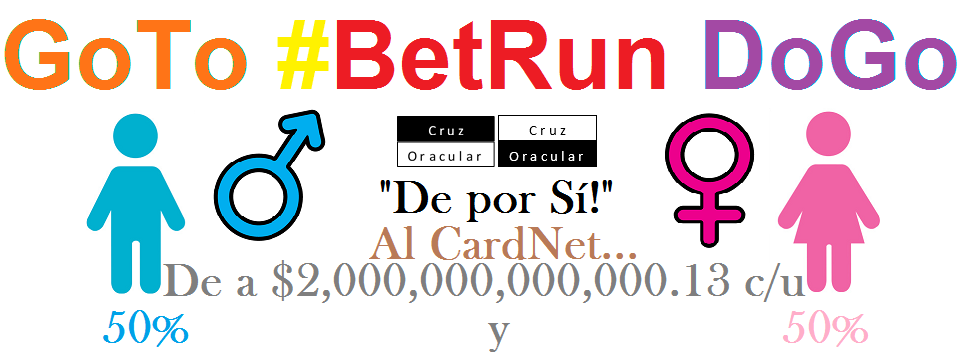 GoTo #BetRun DoGo
Cruz Cruz
Oracular Oracular
"De por Sí!"
Al CardNet...
De a $2,000,000,000,000.13 c/u
50% y 50%